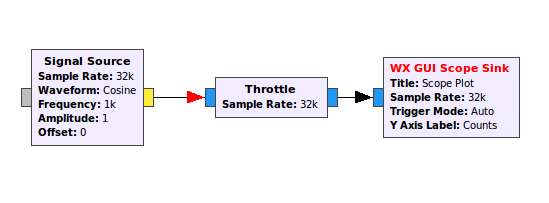 Signal Source
Sample Rate: 32k
Waveform: Cosine
Frequency: 1k
Amplitude: 1
Offset: 0
Throttle
Sample Rate: 32k
WX GUI Scope Sink
Title: Scope Plot
Sample Rate: 32k
Trigger Mode: Auto
Y Axis Label: Counts